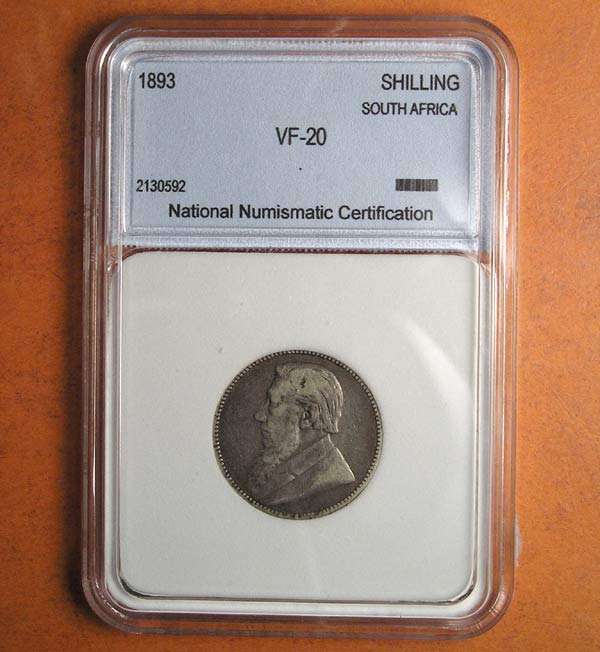 1893 SHILLING
SOUTH AFRICA
VF-20
2130592
National Numismatic Certification